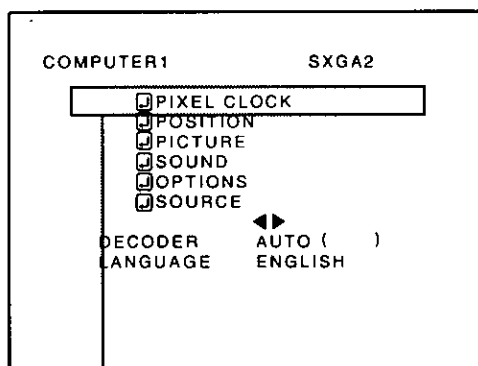 COMPUTER1 SXGA2
PIXEL CLOCK
POSITION
PICTURE
SOUND
OPTIONS
SOURCE
DECODER AUTO ( )
LANGUAGE ENGLISH